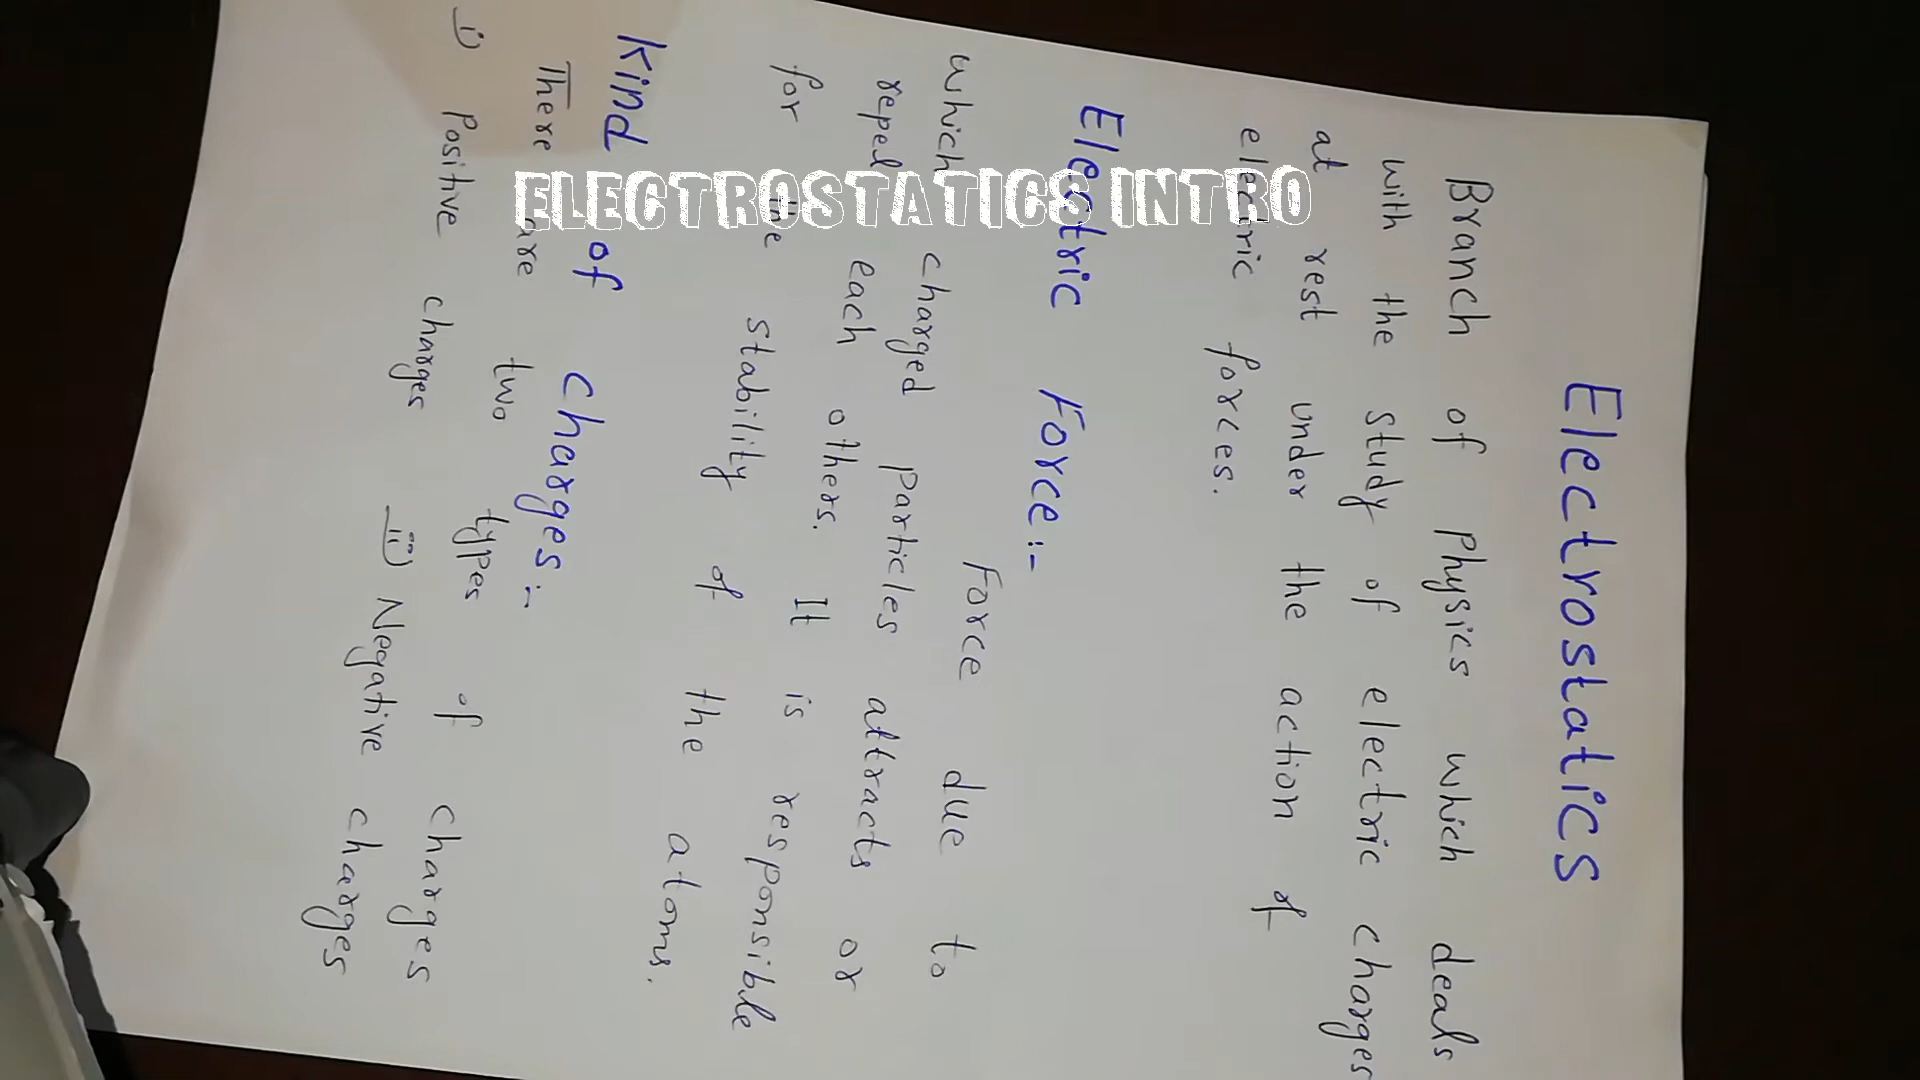 ELECTROSTATICS INTRO
Electrostatics
Branch of Physics which deals
with the study of electric charges
at rest under the action of
electric forces.
Electric Force:-
Force due to
which charged particles attracts or
repel each others. It is responsible
for the stability of the atoms.
Kind of charges:-
There are two types of charges
i) Positive charges ii) Negative charges